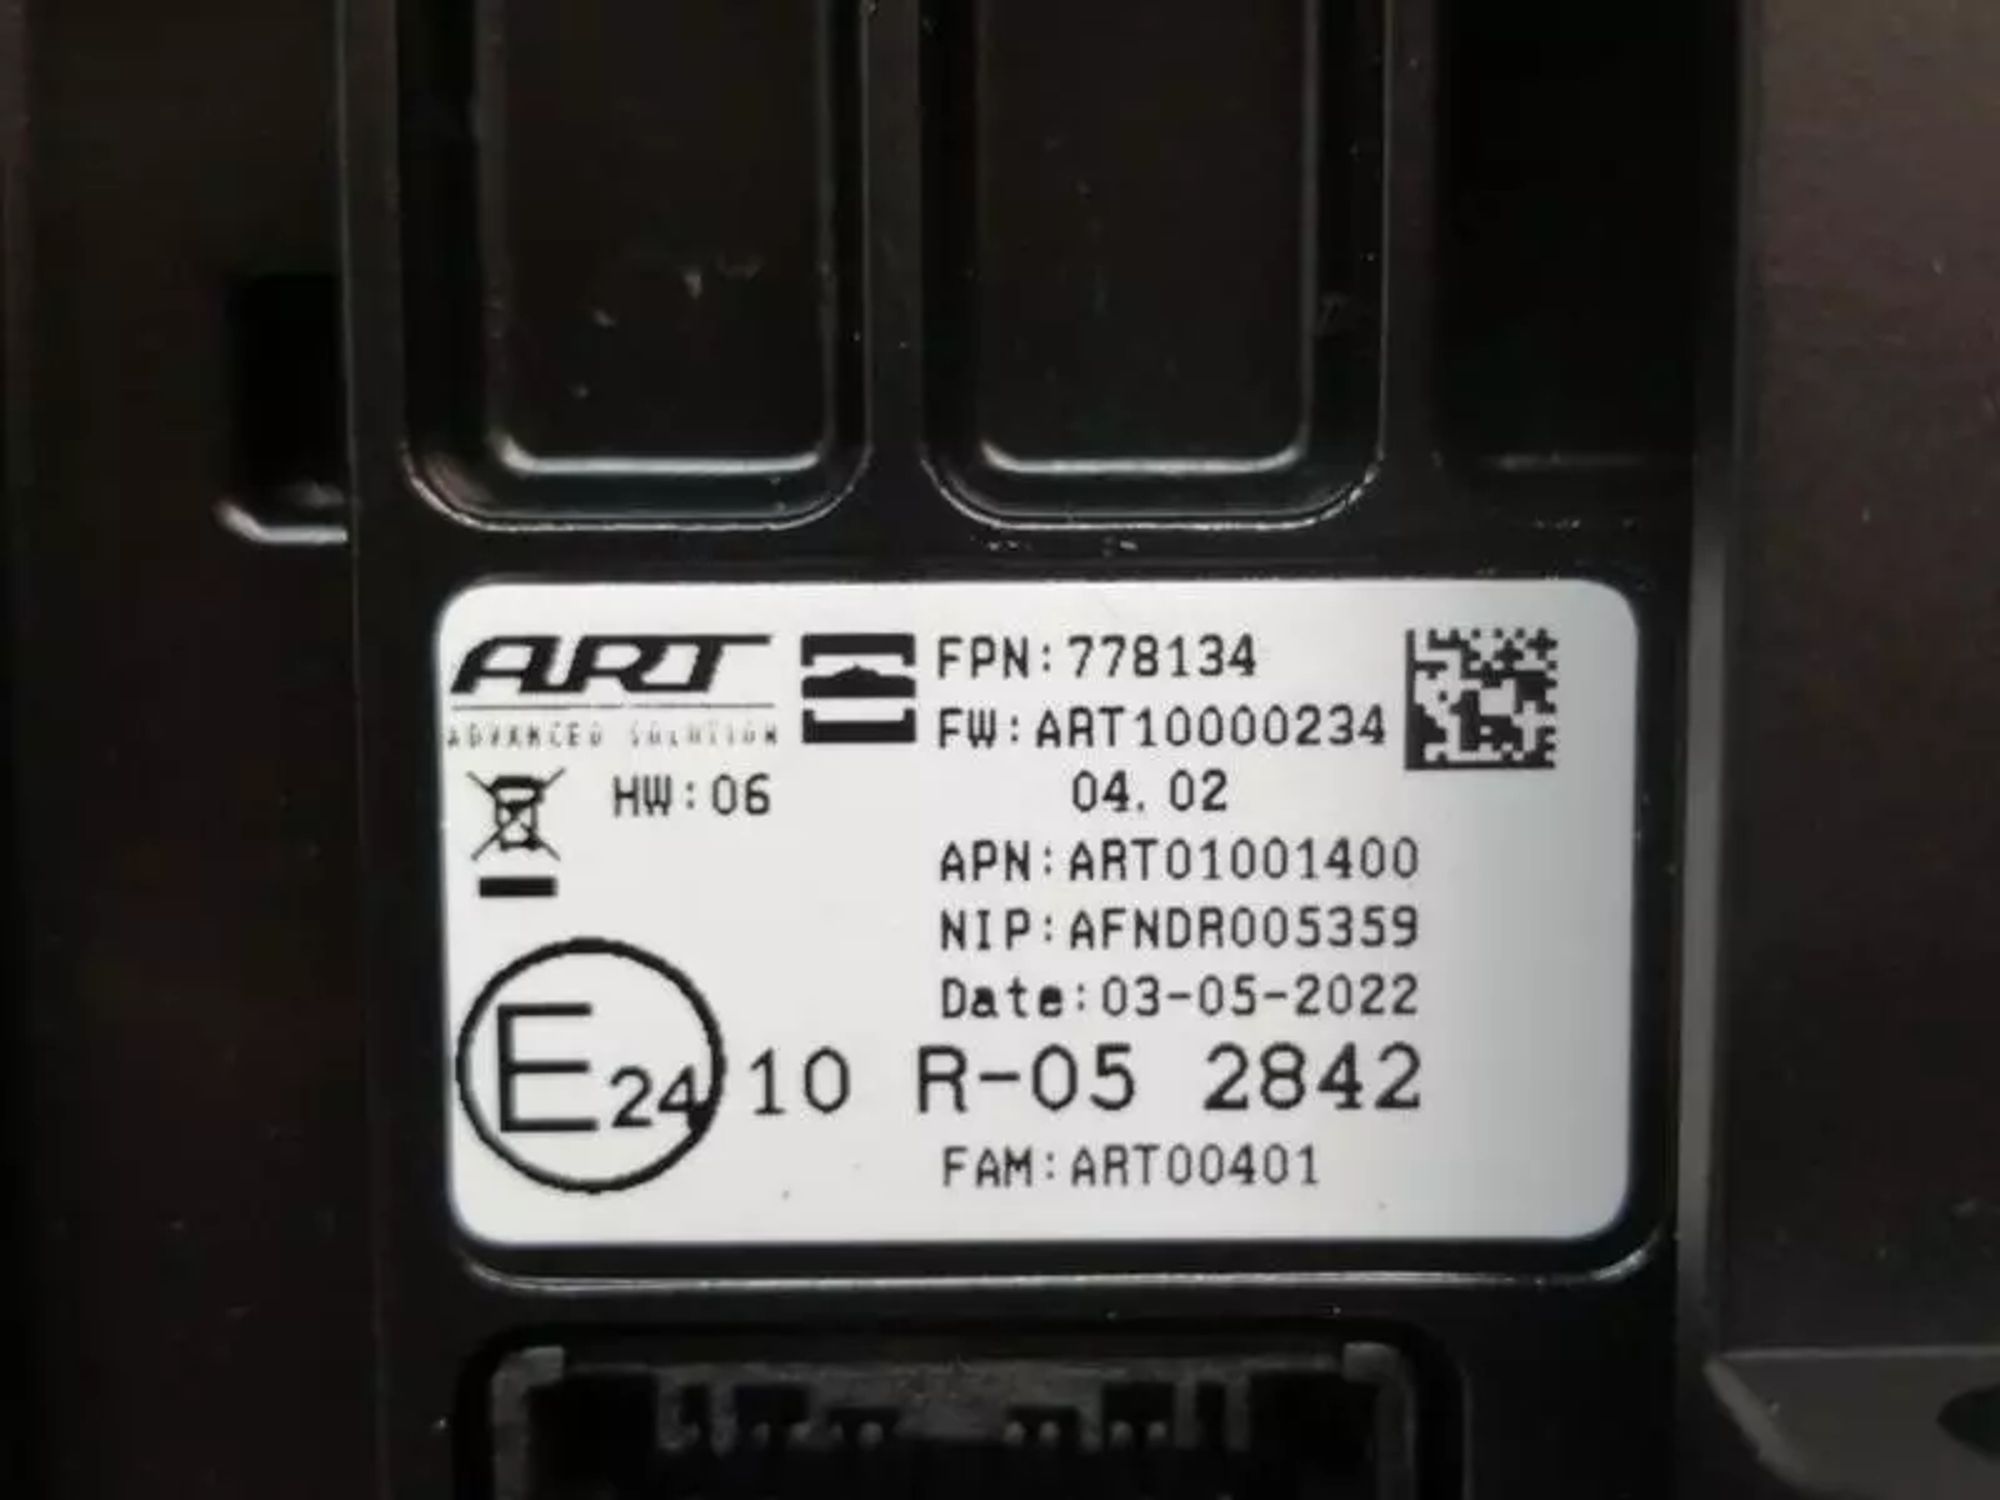 ART
ADVANCED SOLUTION
FPN:778134
FW:ART10000234
04.02
HW:06
APN:ART01001400
NIP:AFNDR005359
Date:03-05-2022
E24 10 R-05 2842
FAM:ART00401